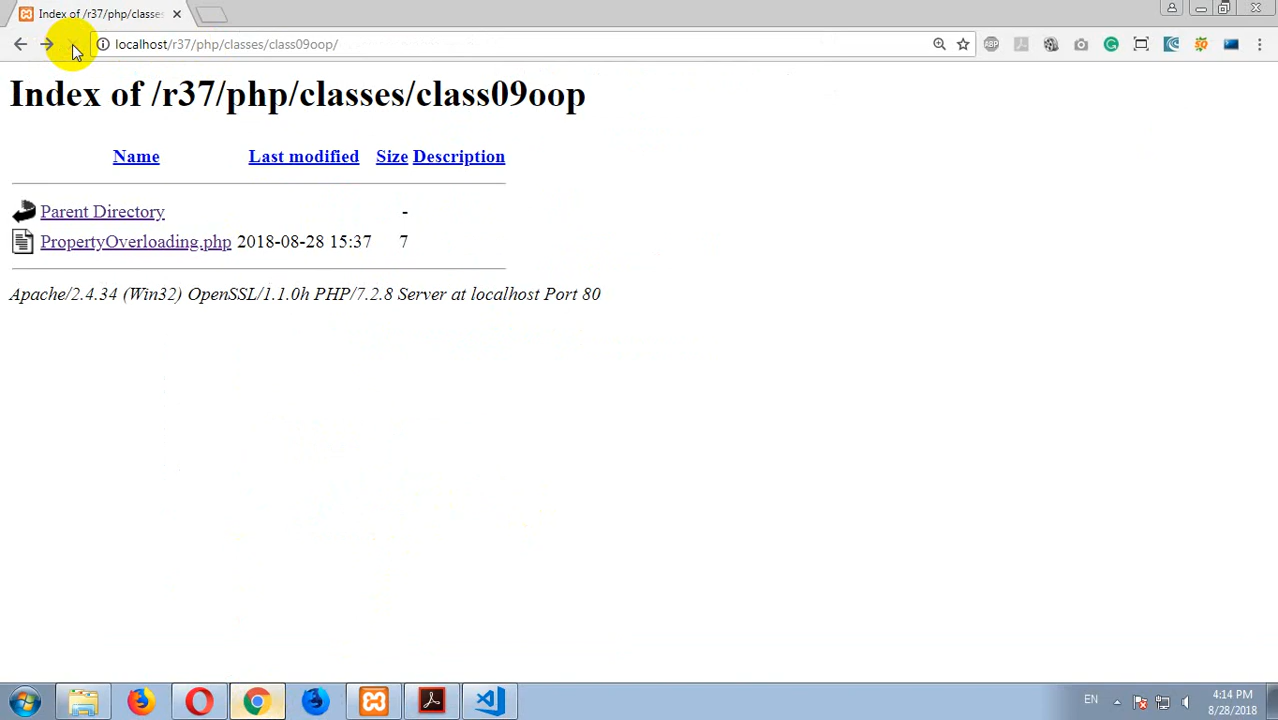 Index of /r37/php/classes
localhost/r37/php/classes/class09oop/
ABP
Index of /r37/php/classes/class09oop
Name Last modified Size Description
Parent Directory -
PropertyOverloading.php 2018-08-28 15:37 7
Apache/2.4.34 (Win32) OpenSSL/1.1.0h PHP/7.2.8 Server at localhost Port 80
EN
4:14 PM
8/28/2018